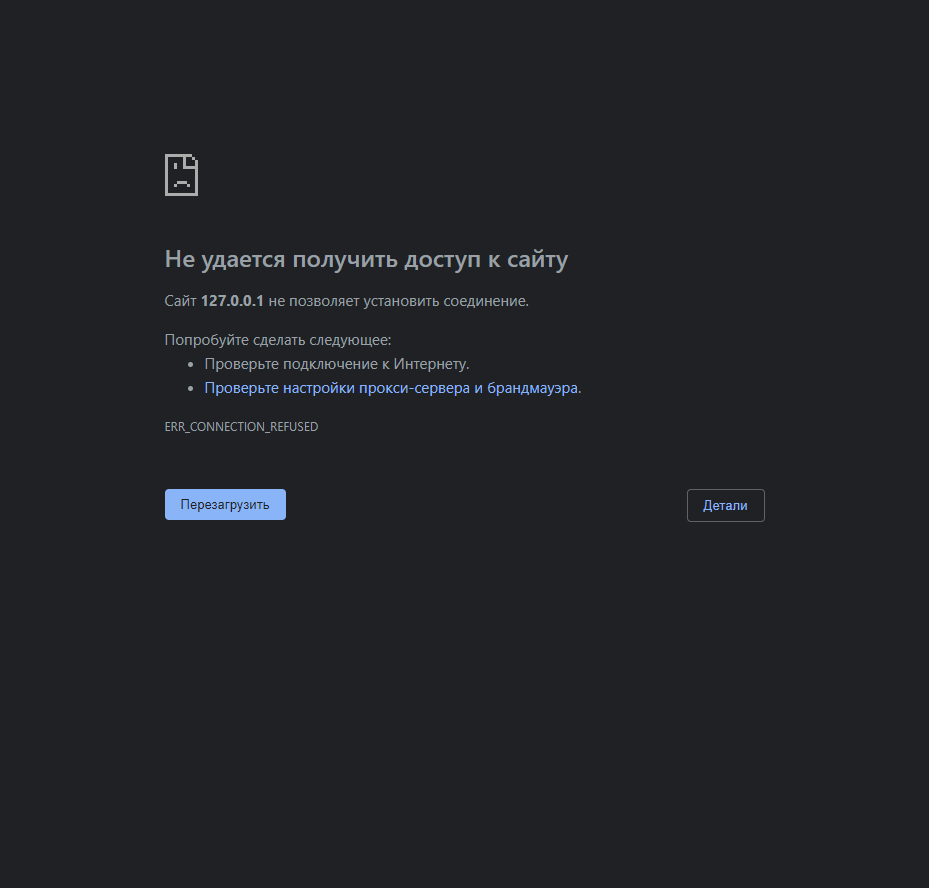 Не удается получить доступ к сайту
Сайт 127.0.0.1 не позволяет установить соединение.
Попробуйте сделать следующее:
Проверьте подключение к Интернету.
Проверьте настройки прокси-сервера и брандмауэра.
ERR_CONNECTION_REFUSED
Перезагрузить
Детали